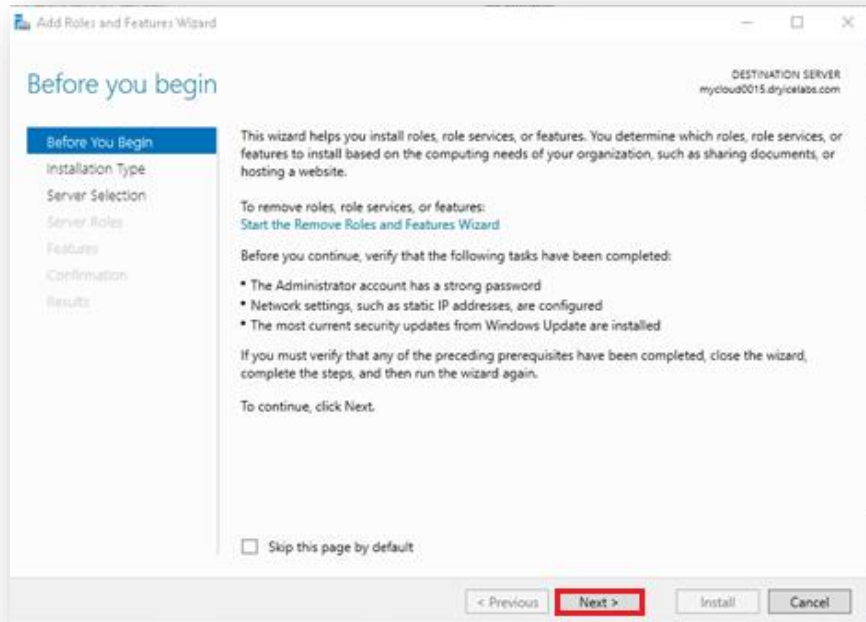 Add Roles and Features Wizard
Before you begin
DESTINATION SERVER
mycloud0015.dryicelabs.com
Before You Begin
Installation Type
Server Selection
Server Roles
Features
Confirmation
Results
This wizard helps you install roles, role services, or features. You determine which roles, role services, or
features to install based on the computing needs of your organization, such as sharing documents, or
hosting a website.
To remove roles, role services, or features:
Start the Remove Roles and Features Wizard
Before you continue, verify that the following tasks have been completed:
• The Administrator account has a strong password
• Network settings, such as static IP addresses, are configured
• The most current security updates from Windows Update are installed
If you must verify that any of the preceding prerequisites have been completed, close the wizard,
complete the steps, and then run the wizard again.
To continue, click Next.
Skip this page by default
< Previous
Next >
Install
Cancel